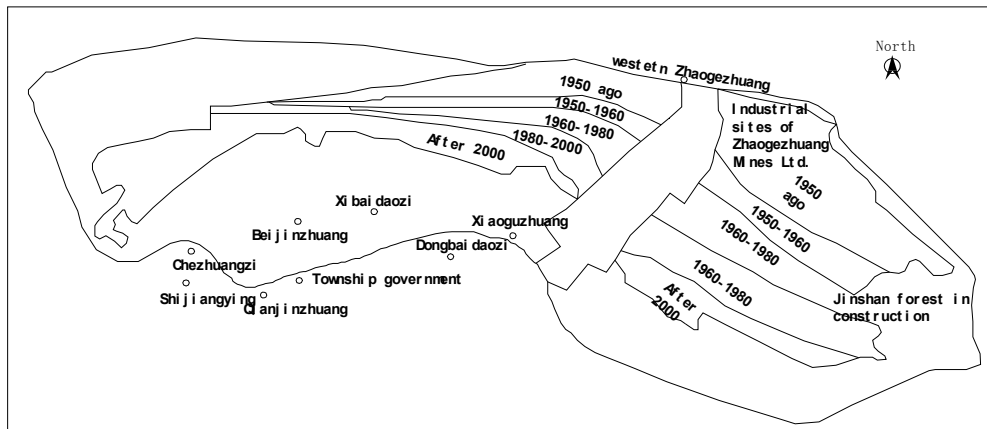 North
westetn Zhaogezhuang
1950 ago
1950-1960
1960-1980
1980-2000
After 2000
Industrial
sites of
Zhaogezhuang
Mines Ltd.
1950
ago
1950-1960
1960-1980
1960-1980
After
2000
Jinshan forest in
construction
Xibaidaozi
Beijinzhuang
Xiaoguzhuang
Dongbaidaozi
Chezhuangzi
Township government
Shijiangying
Qianjinzhuang